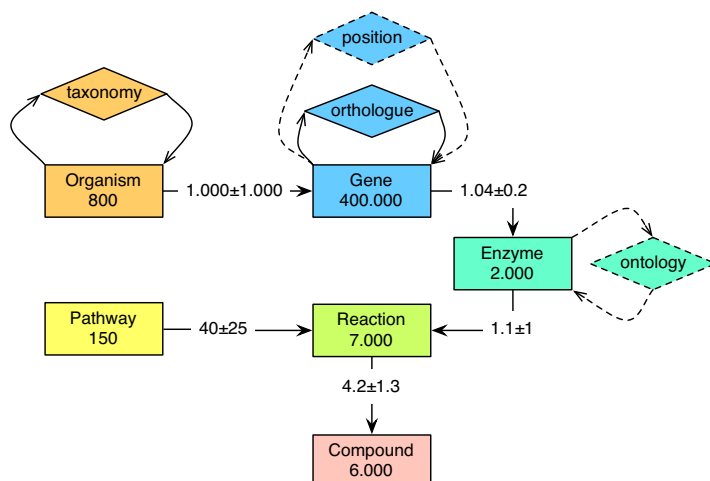 position
taxonomy
orthologue
Organism
800
1.000±1.000
Gene
400.000
1.04±0.2
Enzyme
2.000
ontology
Pathway
150
40±25
Reaction
7.000
1.1±1
4.2±1.3
Compound
6.000